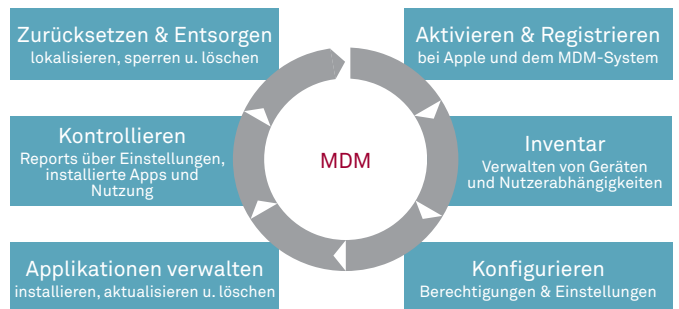 Zurücksetzen & Entsorgen
lokalisieren, sperren u. löschen
Aktivieren & Registrieren
bei Apple und dem MDM-System
Kontrollieren
Reports über Einstellungen,
installierte Apps und
Nutzung
MDM
Inventar
Verwalten von Geräten
und Nutzerabhängigkeiten
Applikationen verwalten
installieren, aktualisieren u. löschen
Konfigurieren
Berechtigungen & Einstellungen